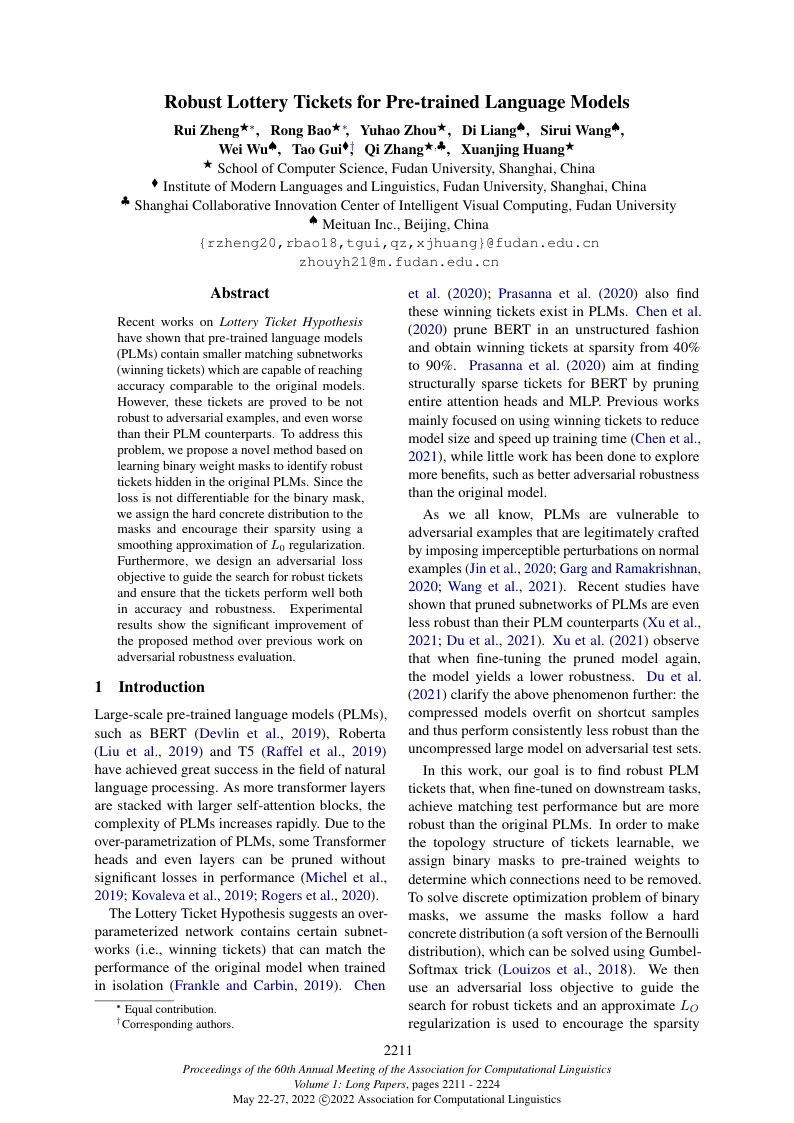 Robust Lottery Tickets for Pre-trained Language Models
Rui Zheng★*, Rong Bao★*, Yuhao Zhou★, Di Liang♠, Sirui Wang♠,
Wei Wu♠, Tao Gui♦†, Qi Zhang★,♣, Xuanjing Huang★
★ School of Computer Science, Fudan University, Shanghai, China
♦ Institute of Modern Languages and Linguistics, Fudan University, Shanghai, China
♣ Shanghai Collaborative Innovation Center of Intelligent Visual Computing, Fudan University
♠ Meituan Inc., Beijing, China
{rzheng20,rbao18,tgui,qz,xjhuang}@fudan.edu.cn
zhouyh21@m.fudan.edu.cn
Abstract
Recent works on Lottery Ticket Hypothesis
have shown that pre-trained language models
(PLMs) contain smaller matching subnetworks
(winning tickets) which are capable of reaching
accuracy comparable to the original models.
However, these tickets are proved to be not
robust to adversarial examples, and even worse
than their PLM counterparts. To address this
problem, we propose a novel method based on
learning binary weight masks to identify robust
tickets hidden in the original PLMs. Since the
loss is not differentiable for the binary mask,
we assign the hard concrete distribution to the
masks and encourage their sparsity using a
smoothing approximation of L0 regularization.
Furthermore, we design an adversarial loss
objective to guide the search for robust tickets
and ensure that the tickets perform well both
in accuracy and robustness. Experimental
results show the significant improvement of
the proposed method over previous work on
adversarial robustness evaluation.
1 Introduction
Large-scale pre-trained language models (PLMs),
such as BERT (Devlin et al., 2019), Roberta
(Liu et al., 2019) and T5 (Raffel et al., 2019)
have achieved great success in the field of natural
language processing. As more transformer layers
are stacked with larger self-attention blocks, the
complexity of PLMs increases rapidly. Due to the
over-parametrization of PLMs, some Transformer
heads and even layers can be pruned without
significant losses in performance (Michel et al.,
2019; Kovaleva et al., 2019; Rogers et al., 2020).
The Lottery Ticket Hypothesis suggests an over-
parameterized network contains certain subnet-
works (i.e., winning tickets) that can match the
performance of the original model when trained
in isolation (Frankle and Carbin, 2019). Chen
* Equal contribution.
†Corresponding authors.
et al. (2020); Prasanna et al. (2020) also find
these winning tickets exist in PLMs. Chen et al.
(2020) prune BERT in an unstructured fashion
and obtain winning tickets at sparsity from 40%
to 90%. Prasanna et al. (2020) aim at finding
structurally sparse tickets for BERT by pruning
entire attention heads and MLP. Previous works
mainly focused on using winning tickets to reduce
model size and speed up training time (Chen et al.,
2021), while little work has been done to explore
more benefits, such as better adversarial robustness
than the original model.
As we all know, PLMs are vulnerable to
adversarial examples that are legitimately crafted
by imposing imperceptible perturbations on normal
examples (Jin et al., 2020; Garg and Ramakrishnan,
2020; Wang et al., 2021). Recent studies have
shown that pruned subnetworks of PLMs are even
less robust than their PLM counterparts (Xu et al.,
2021; Du et al., 2021). Xu et al. (2021) observe
that when fine-tuning the pruned model again,
the model yields a lower robustness. Du et al.
(2021) clarify the above phenomenon further: the
compressed models overfit on shortcut samples
and thus perform consistently less robust than the
uncompressed large model on adversarial test sets.
In this work, our goal is to find robust PLM
tickets that, when fine-tuned on downstream tasks,
achieve matching test performance but are more
robust than the original PLMs. In order to make
the topology structure of tickets learnable, we
assign binary masks to pre-trained weights to
determine which connections need to be removed.
To solve discrete optimization problem of binary
masks, we assume the masks follow a hard
concrete distribution (a soft version of the Bernoulli
distribution), which can be solved using Gumbel-
Softmax trick (Louizos et al., 2018). We then
use an adversarial loss objective to guide the
search for robust tickets and an approximate LO
regularization is used to encourage the sparsity
2211
Proceedings of the 60th Annual Meeting of the Association for Computational Linguistics
Volume 1: Long Papers, pages 2211 - 2224
May 22-27, 2022 ©2022 Association for Computational Linguistics